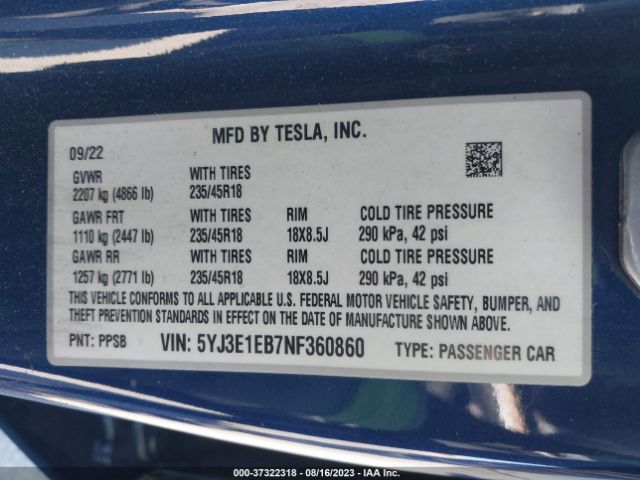 MFD BY TESLA, INC.
09/22
GVWR WITH TIRES
2207 kg (4866 lb) 235/45R18
GAWR FRT WITH TIRES RIM COLD TIRE PRESSURE
1110 kg (2447 lb) 235/45R18 18X8.5J 290 kPa, 42 psi
GAWR RR WITH TIRES RIM COLD TIRE PRESSURE
1257 kg (2771 lb) 235/45R18 18X8.5J 290 kPa, 42 psi
THIS VEHICLE CONFORMS TO ALL APPLICABLE U.S. FEDERAL MOTOR VEHICLE SAFETY, BUMPER, AND
THEFT PREVENTION STANDARDS IN EFFECT ON THE DATE OF MANUFACTURE SHOWN ABOVE.
PNT: PPSB VIN: 5YJ3E1EB7NF360860 TYPE: PASSENGER CAR
000-37322318 - 08/16/2023 - IAA Inc.